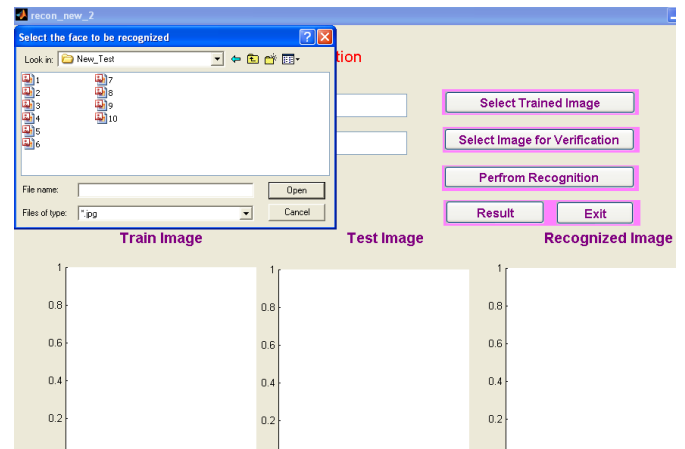 recon_new_2
Select the face to be recognized
tion
Look in: New_Test
1 7
2 8
3 9
4 10
5
6
File name: Open
Files of type: *.jpg Cancel
Select Trained Image
Select Image for Verification
Perfrom Recognition
Result Exit
Train Image Test Image Recognized Image
1 1 1
0.8 0.8 0.8
0.6 0.6 0.6
0.4 0.4 0.4
0.2 0.2 0.2